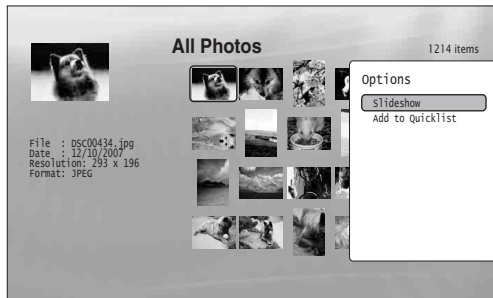 All Photos
1214 items
File : DSC00434.jpg
Date : 12/10/2007
Resolution: 293 x 196
Format: JPEG
Options
Slideshow
Add to Quicklist